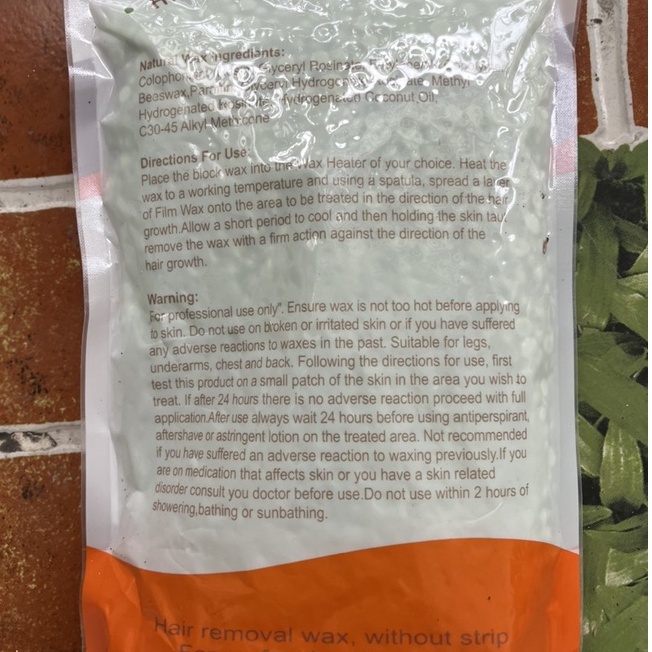 Natural Wax Ingrediants:
Glyceryl Rosinate,
Beeswax, Methyl
Hydrogenated Rosinate, Hydrogenated Coconut,Oil,
C30-45 Alkyl Methicone
Directions For Use:
Place the block wax into the Wax Heater of your choice. Heat the
wax to a working temperature and using a spatula, spread a layer
of Film Wax onto the area to be treated in the direction of the hair
growth.Allow a short period to cool and then holding the skin taut
remove the wax with a firm action against the direction of the
hair growth.
Warning:
For professional use only". Ensure wax is not too hot before applying
to skin. Do not use on broken or irritated skin or if you have suffered
any adverse reactions to waxes in the past. Suitable for legs,
underarms, chest and back. Following the directions for use, first
test this product on a small patch of the skin in the area you wish to
treat. If after 24 hours there is no adverse reaction proceed with full
application.After use always wait 24 hours before using antiperspirant,
aftershave or astringent lotion on the treated area. Not recommended
if you have suffered an adverse reaction to waxing previously.If you
are on medication that affects skin or you have a skin related
disorder consult you doctor before use.Do not use within 2 hours of
showering,bathing or sunbathing.
Hair removal wax, without strip